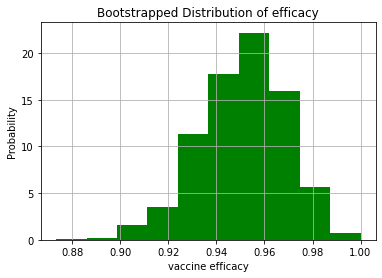 Bootstrapped Distribution of efficacy
Probability
20
15
10
5
0
0.88 0.90 0.92 0.94 0.96 0.98 1.00
vaccine efficacy